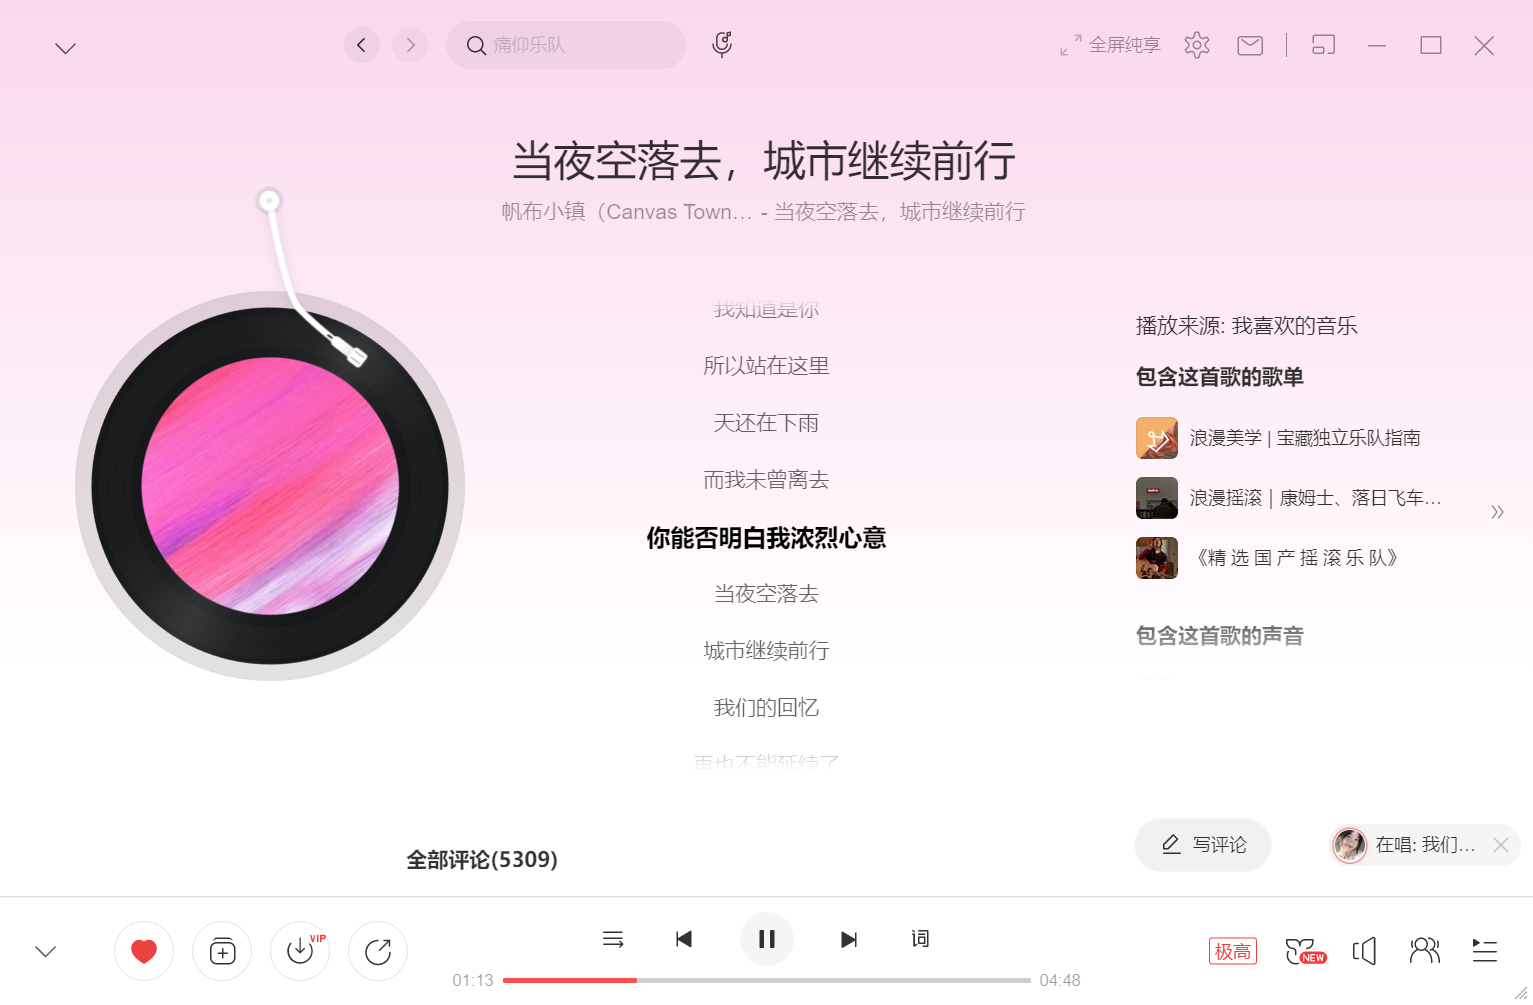 痛仰乐队
全屏纯享
当夜空落去，城市继续前行
帆布小镇（Canvas Town... - 当夜空落去，城市继续前行
我知道是你
所以站在这里
天还在下雨
而我未曾离去
你能否明白我浓烈心意
当夜空落去
城市继续前行
我们的回忆
再也不能延续了
播放来源: 我喜欢的音乐
包含这首歌的歌单
浪漫美学 | 宝藏独立乐队指南
浪漫摇滚｜康姆士、落日飞车...
《精 选 国 产 摇 滚 乐 队》
包含这首歌的声音
全部评论(5309)
写评论
在唱: 我们...
VIP
词
01:13
04:48
极高
NEW